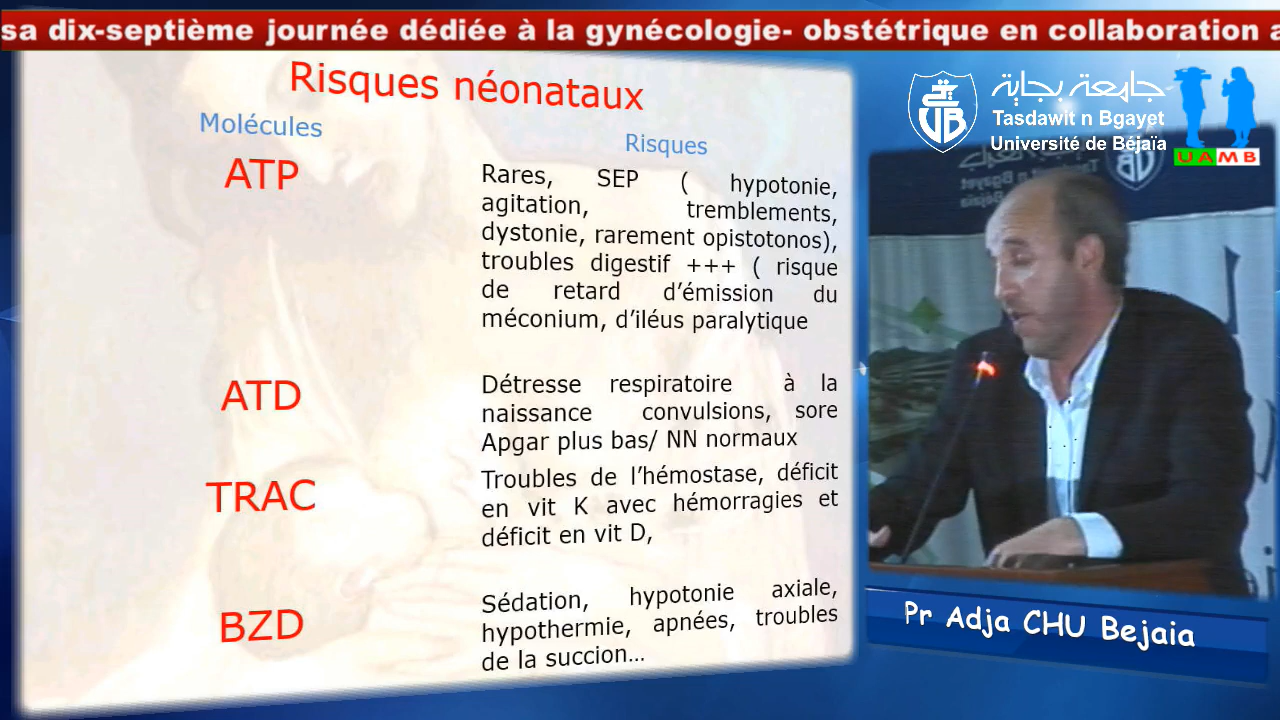 sa dix-septième journée dédiée à la gynécologie- obstétrique en collaboration a
Risques néonataux
Molécules
Risques
ATP
Rares, SEP ( hypotonie,
agitation, tremblements,
dystonie, rarement opistotonos),
troubles digestif +++ ( risque
de retard d’émission du
méconium, d’iléus paralytique
ATD
Détresse respiratoire à la
naissance convulsions, sore
Apgar plus bas/ NN normaux
TRAC
Troubles de l’hémostase, déficit
en vit K avec hémorragies et
déficit en vit D,
BZD
Sédation, hypotonie axiale,
hypothermie, apnées, troubles
de la succion…
جامعة بجاية
Tasdawit n Bgayet
Université de Béjaïa
UAMB
Pr Adja CHU Bejaia